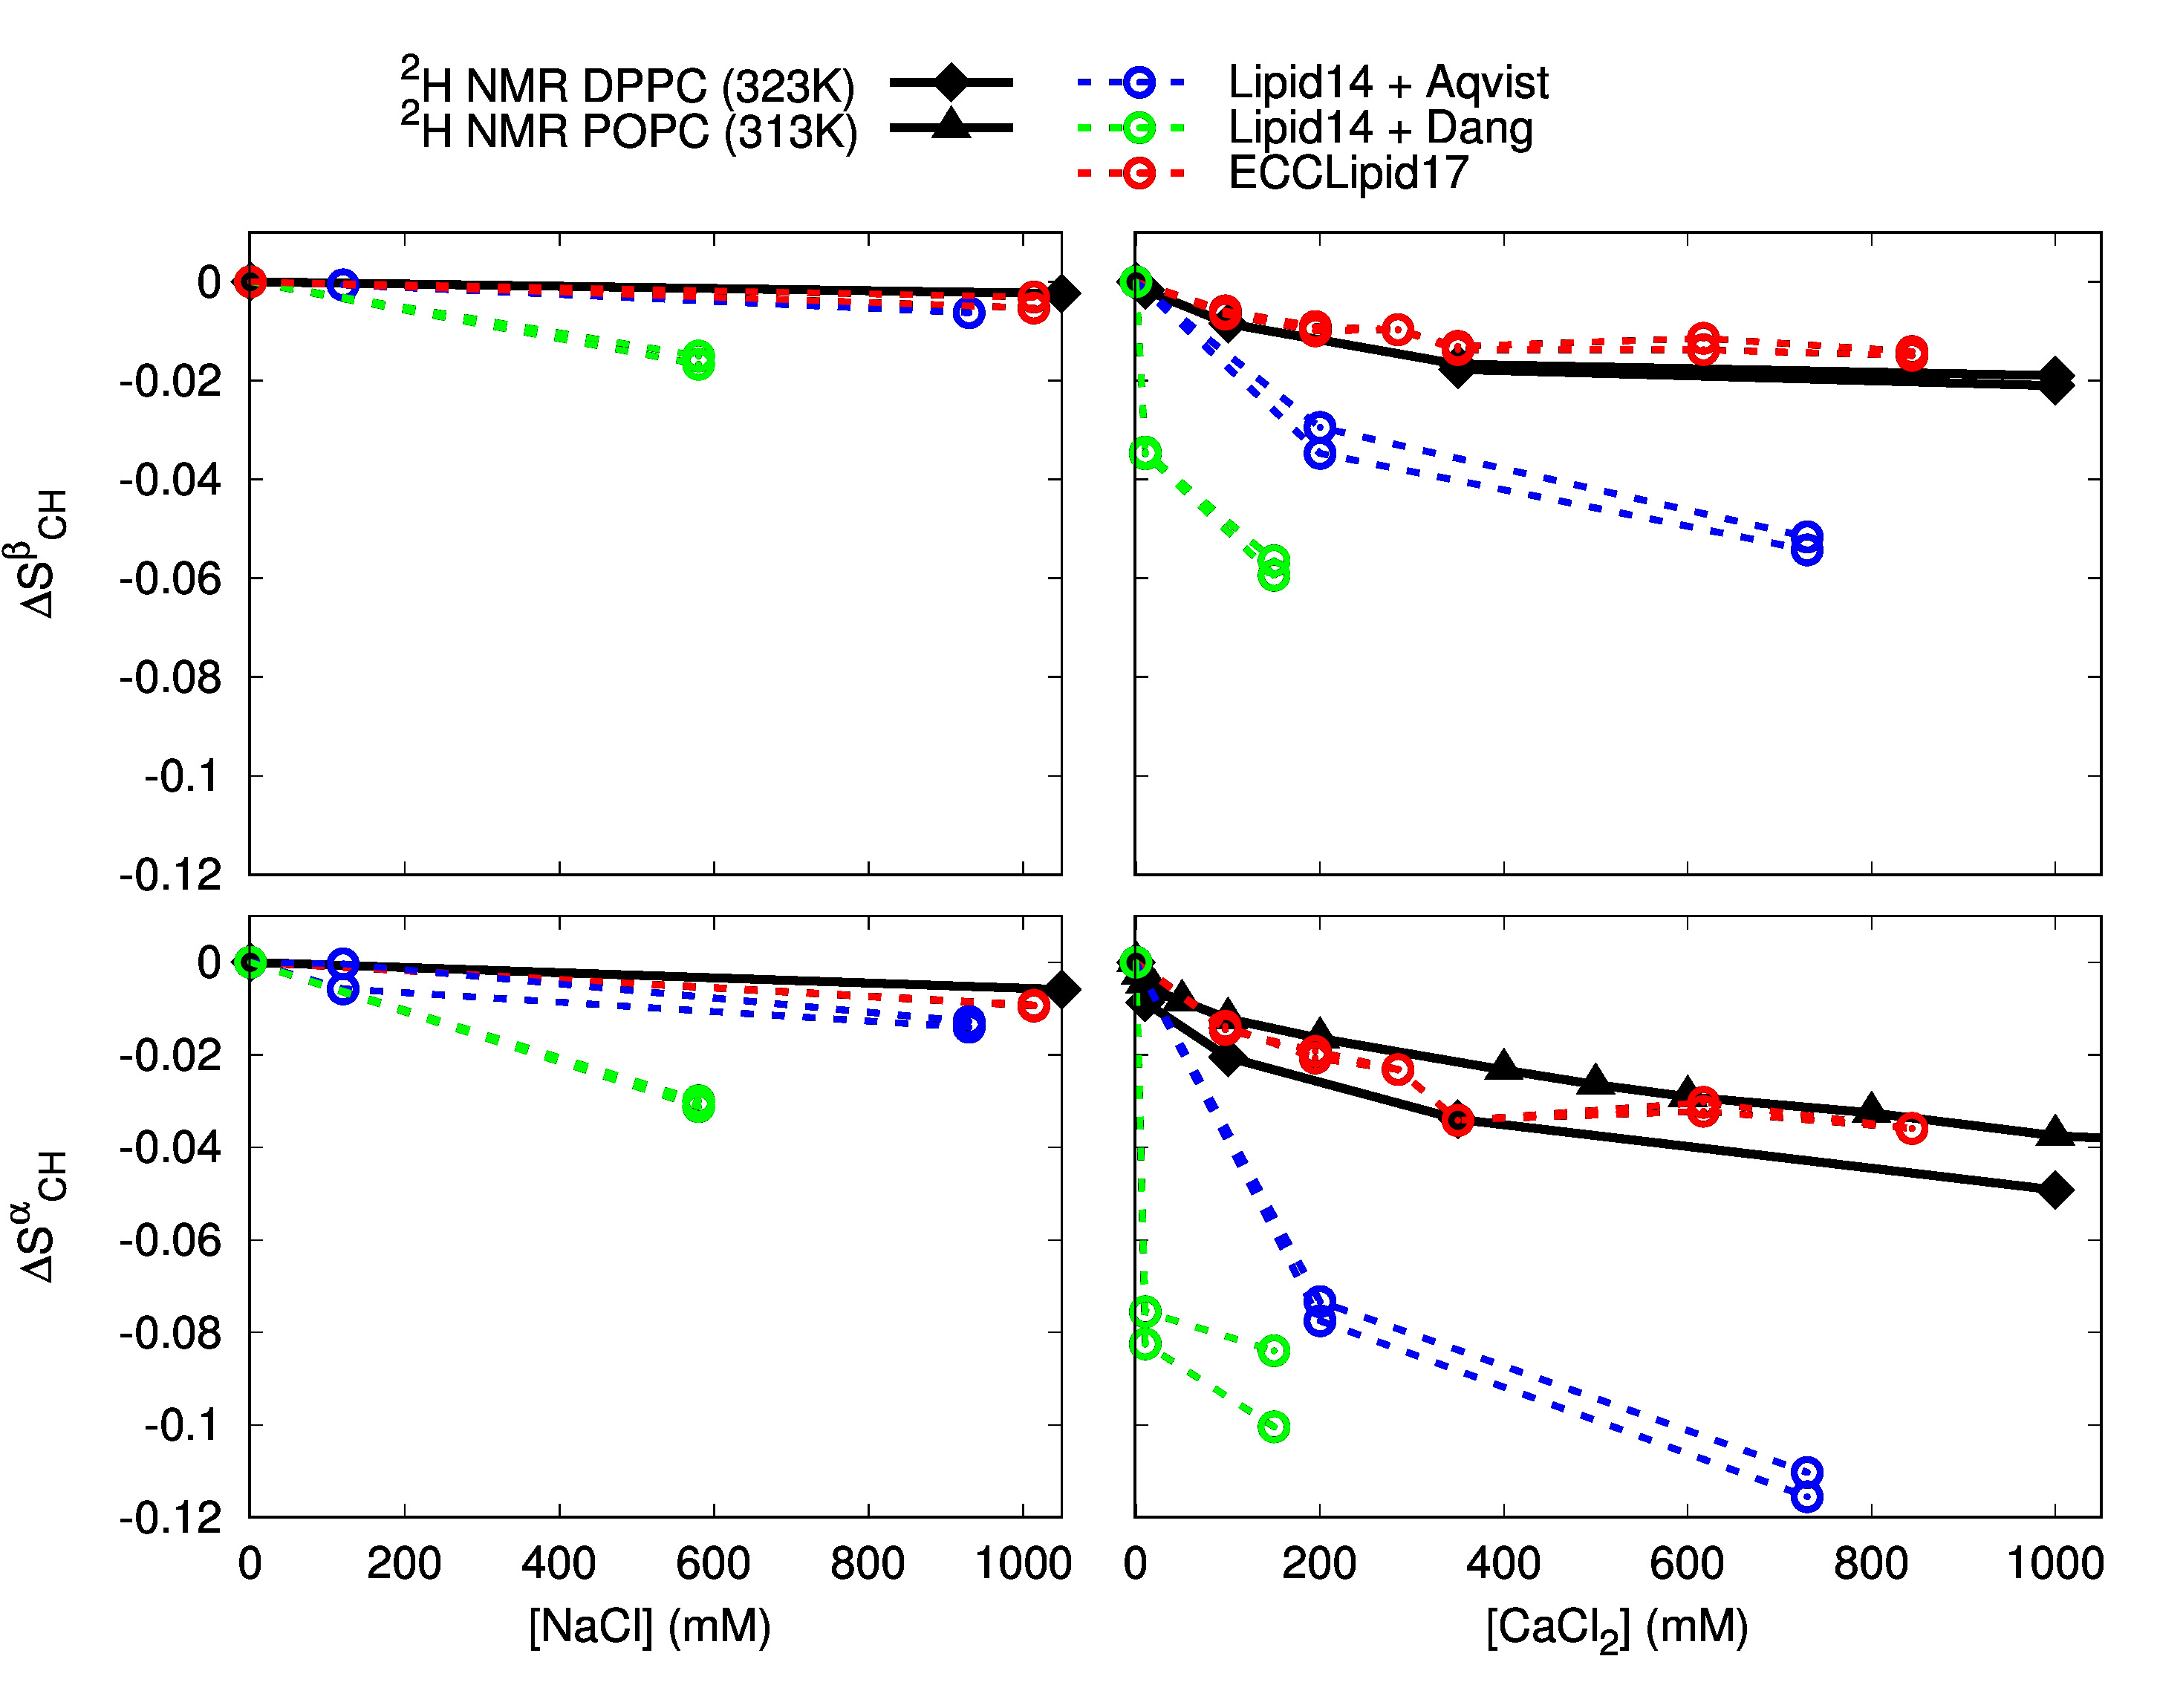 ²H NMR DPPC (323K)
²H NMR POPC (313K)
Lipid14 + Aqvist
Lipid14 + Dang
ECCLipid17
ΔS^β_CH
0
-0.02
-0.04
-0.06
-0.08
-0.1
-0.12
ΔS^α_CH
0
-0.02
-0.04
-0.06
-0.08
-0.1
-0.12
0 200 400 600 800 1000
0 200 400 600 800 1000
[NaCl] (mM)
[CaCl₂] (mM)